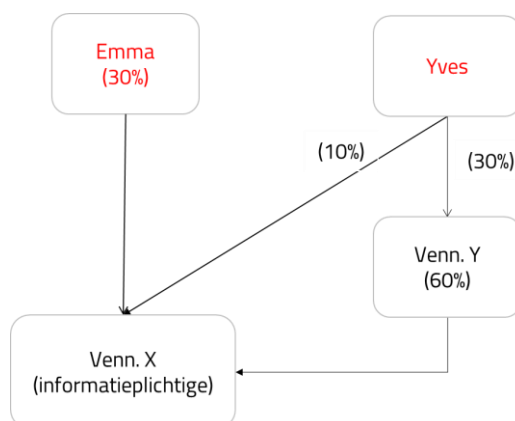 Emma
(30%)
Yves
(10%)
(30%)
Venn. Y
(60%)
Venn. X
(informatieplichtige)